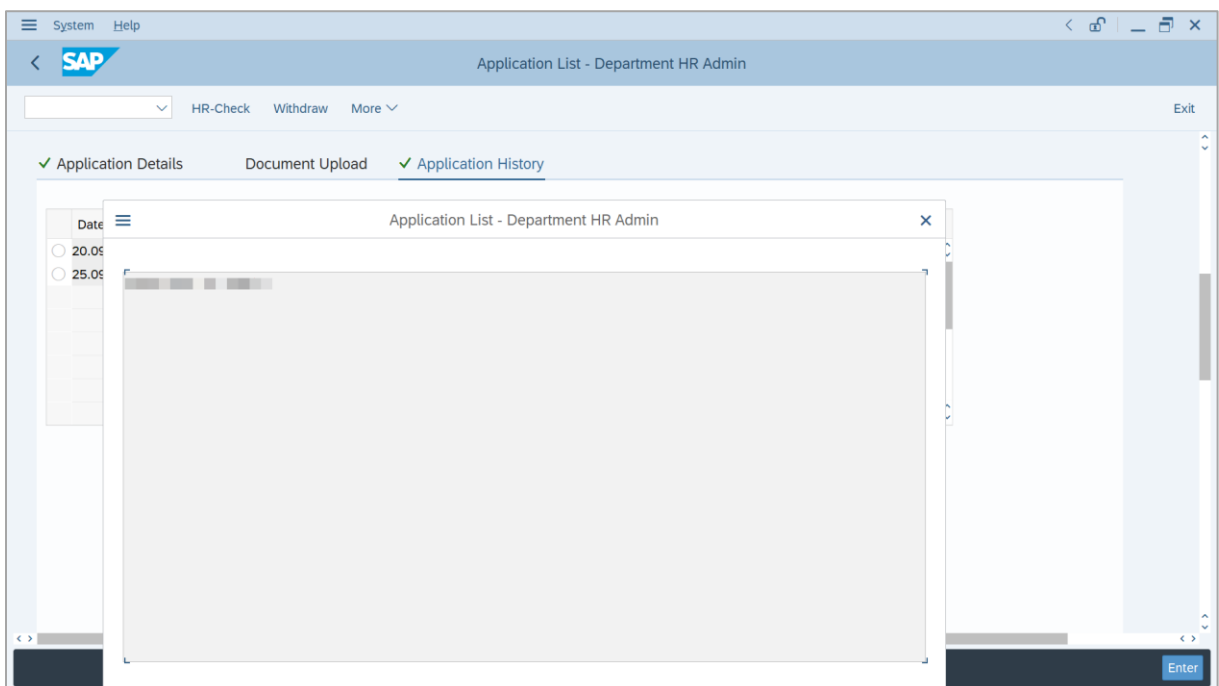 System Help
SAP
Application List - Department HR Admin
HR-Check Withdraw More Exit
Application Details Document Upload Application History
Date
Application List - Department HR Admin
20.09
25.09
Enter